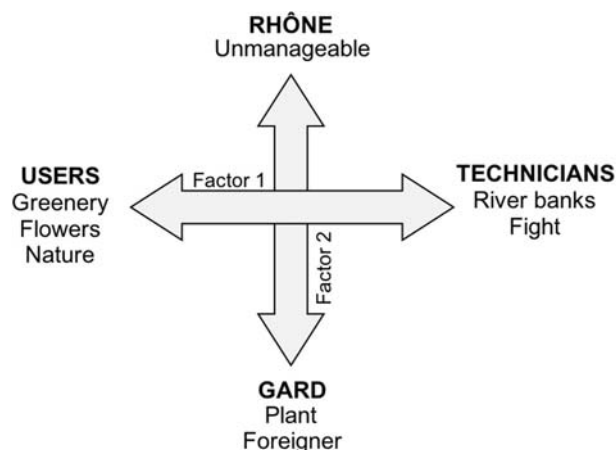 RHÔNE
Unmanageable
USERS
Greenery
Flowers
Nature
Factor 1
TECHNICIANS
River banks
Fight
Factor 2
GARD
Plant
Foreigner